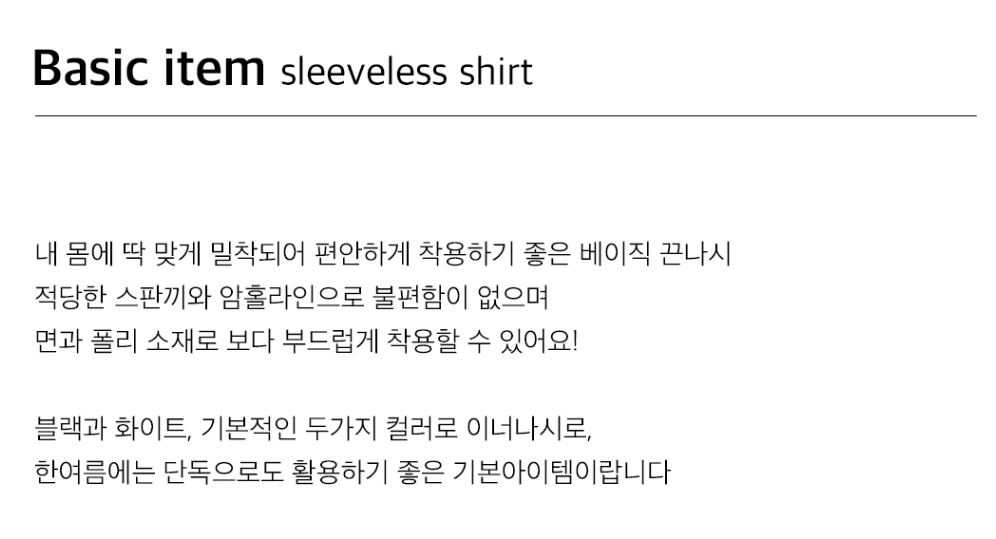 Basic item sleeveless shirt
내 몸에 딱 맞게 밀착되어 편안하게 착용하기 좋은 베이직 끈나시
적당한 스판끼와 암홀라인으로 불편함이 없으며
면과 폴리 소재로 보다 부드럽게 착용할 수 있어요!
블랙과 화이트, 기본적인 두가지 컬러로 이너나시로,
한여름에는 단독으로도 활용하기 좋은 기본아이템이랍니다